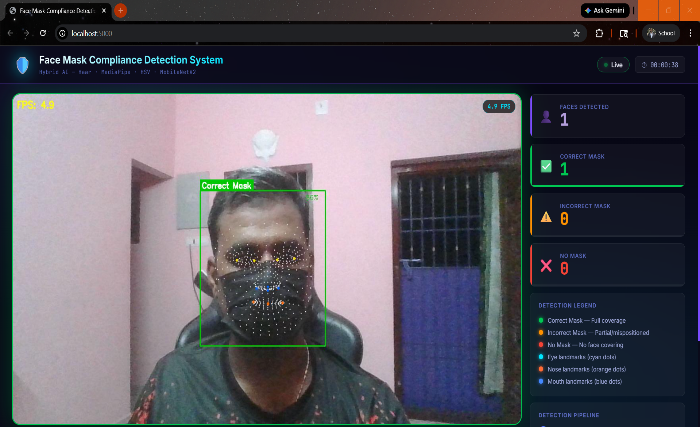 Face Mask Compliance Detect
Ask Gemini
localhost:5000
School
Face Mask Compliance Detection System
Hybrid AI · Haar · MediaPipe · HSV · MobileNetV2
Live
00:00:38
FPS: 4.9
4.9 FPS
Correct Mask
FACES DETECTED
1
CORRECT MASK
1
INCORRECT MASK
0
NO MASK
0
DETECTION LEGEND
Correct Mask — Full coverage
Incorrect Mask — Partial/mispositioned
No Mask — No face covering
Eye landmarks (cyan dots)
Nose landmarks (orange dots)
Mouth landmarks (blue dots)
DETECTION PIPELINE